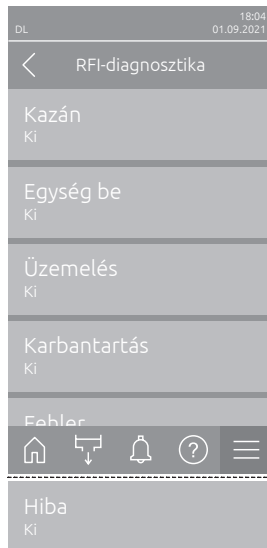 18:04
DL 01.09.2021
RFI-diagnosztika
Kazán
Ki
Egység be
Ki
Üzemelés
Ki
Karbantartás
Ki
Fehler
Hiba
Ki